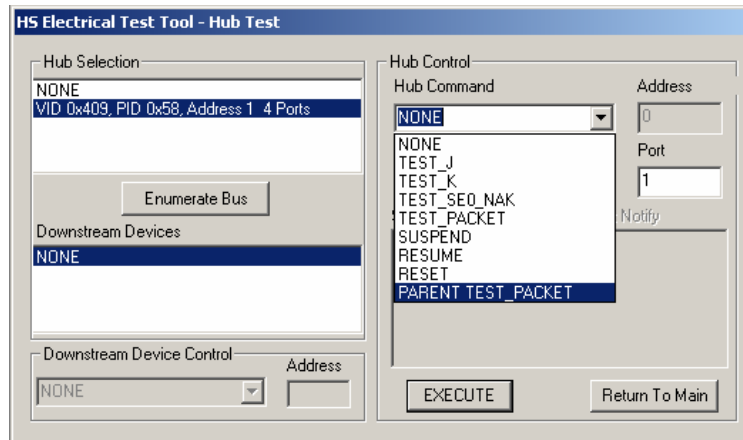 HS Electrical Test Tool - Hub Test
Hub Selection
NONE
VID 0x409, PID 0x58, Address 1 4 Ports
Enumerate Bus
Downstream Devices
NONE
Downstream Device Control
Address
NONE
Hub Control
Hub Command
Address
NONE
0
Port
1
NONE
TEST_J
TEST_K
TEST_SE0_NAK
TEST_PACKET
SUSPEND
RESUME
RESET
PARENT TEST_PACKET
Notify
EXECUTE
Return To Main